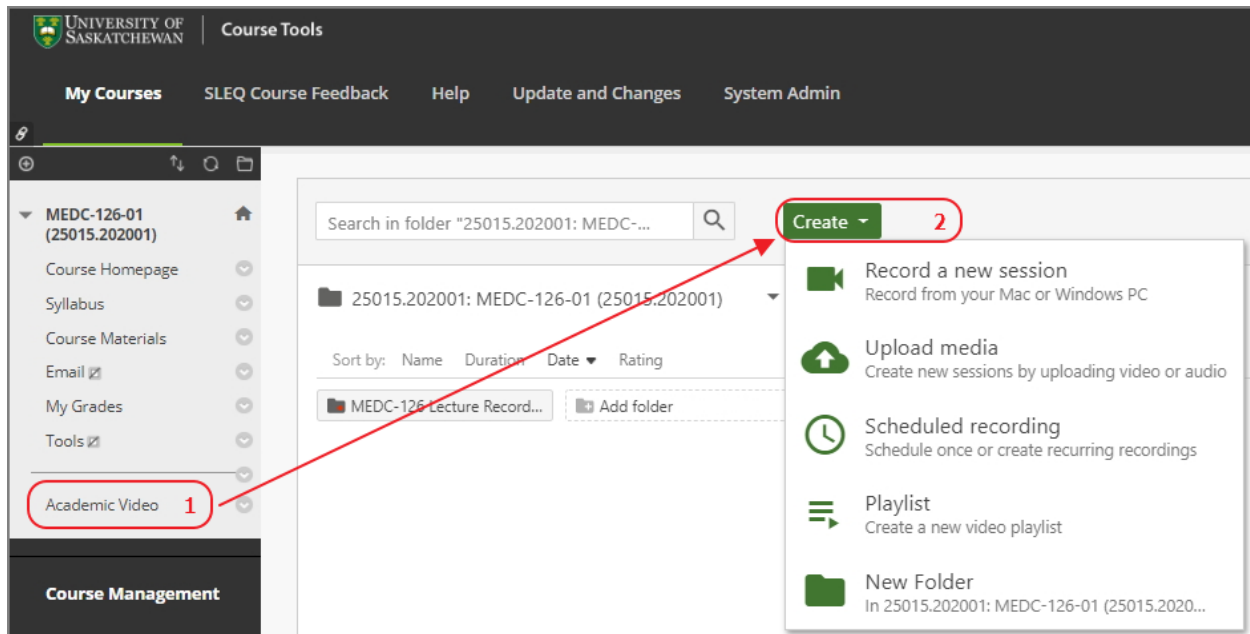 UNIVERSITY OF
SASKATCHEWAN
Course Tools
My Courses SLEQ Course Feedback Help Update and Changes System Admin
MEDC-126-01
(25015.202001)
Course Homepage
Syllabus
Course Materials
Email
My Grades
Tools
Academic Video 1
Course Management
Search in folder "25015.202001: MEDC-...
Create 2
25015.202001: MEDC-126-01 (25015.202001)
Sort by: Name Duration Date Rating
MEDC-126 Lecture Record... Add folder
Record a new session
Record from your Mac or Windows PC
Upload media
Create new sessions by uploading video or audio
Scheduled recording
Schedule once or create recurring recordings
Playlist
Create a new video playlist
New Folder
In 25015.202001: MEDC-126-01 (25015.2020...